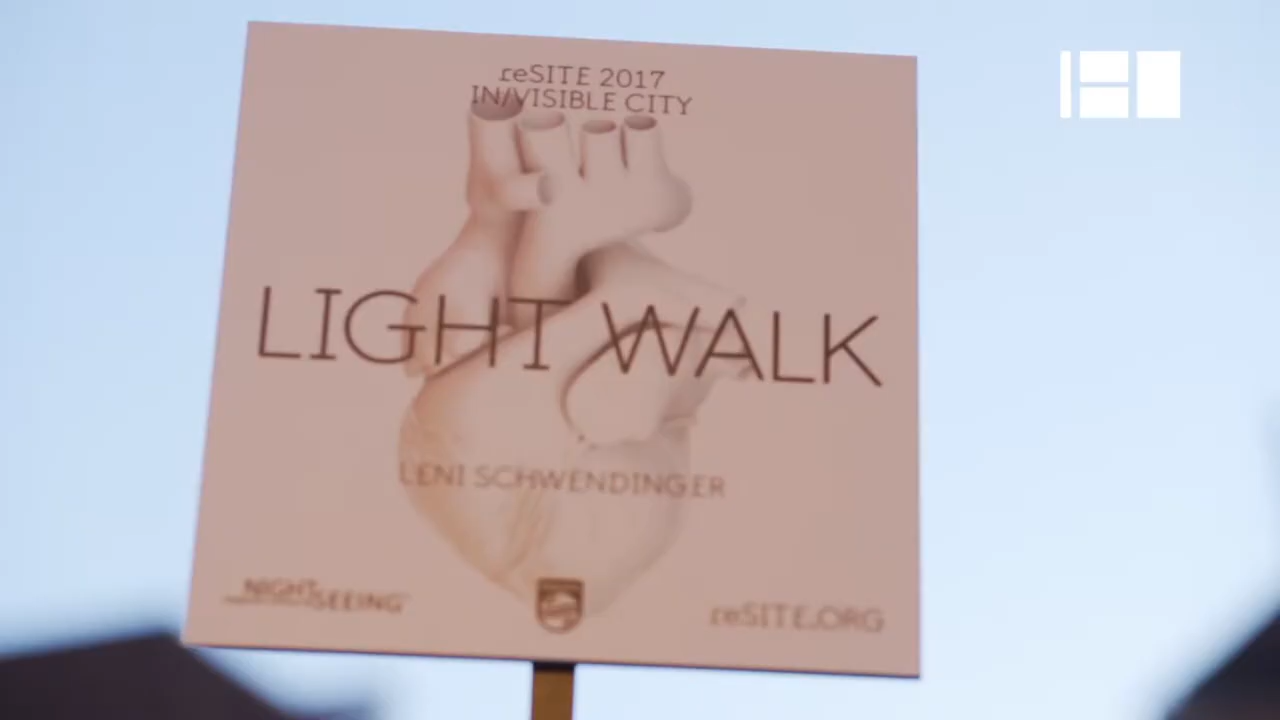 reSITE 2017
IN/VISIBLE CITY
LIGHT WALK
LENI SCHWENDINGER
NIGHTSEEING
reSITE.ORG